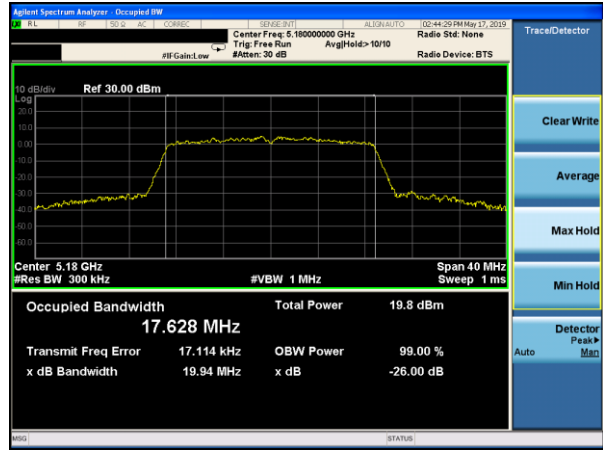 Agilent Spectrum Analyzer - Occupied BW
RL RF 50 Ω AC CORREC SENSE:INT ALIGNAUTO 02:44:29 PM May 17, 2019
Center Freq: 5.180000000 GHz Radio Std: None
Trig: Free Run Avg|Hold:> 10/10
#IFGain:Low #Atten: 30 dB Radio Device: BTS
10 dB/div Ref 30.00 dBm
Log
20.0
10.0
0.00
-10.0
-20.0
-30.0
-40.0
-50.0
-60.0
Center 5.18 GHz Span 40 MHz
#Res BW 300 kHz #VBW 1 MHz Sweep 1 ms
Occupied Bandwidth Total Power 19.8 dBm
17.628 MHz
Transmit Freq Error 17.114 kHz OBW Power 99.00 %
x dB Bandwidth 19.94 MHz x dB -26.00 dB
MSG STATUS
Trace/Detector
Clear Write
Average
Max Hold
Min Hold
Detector
Peak▶
Auto Man